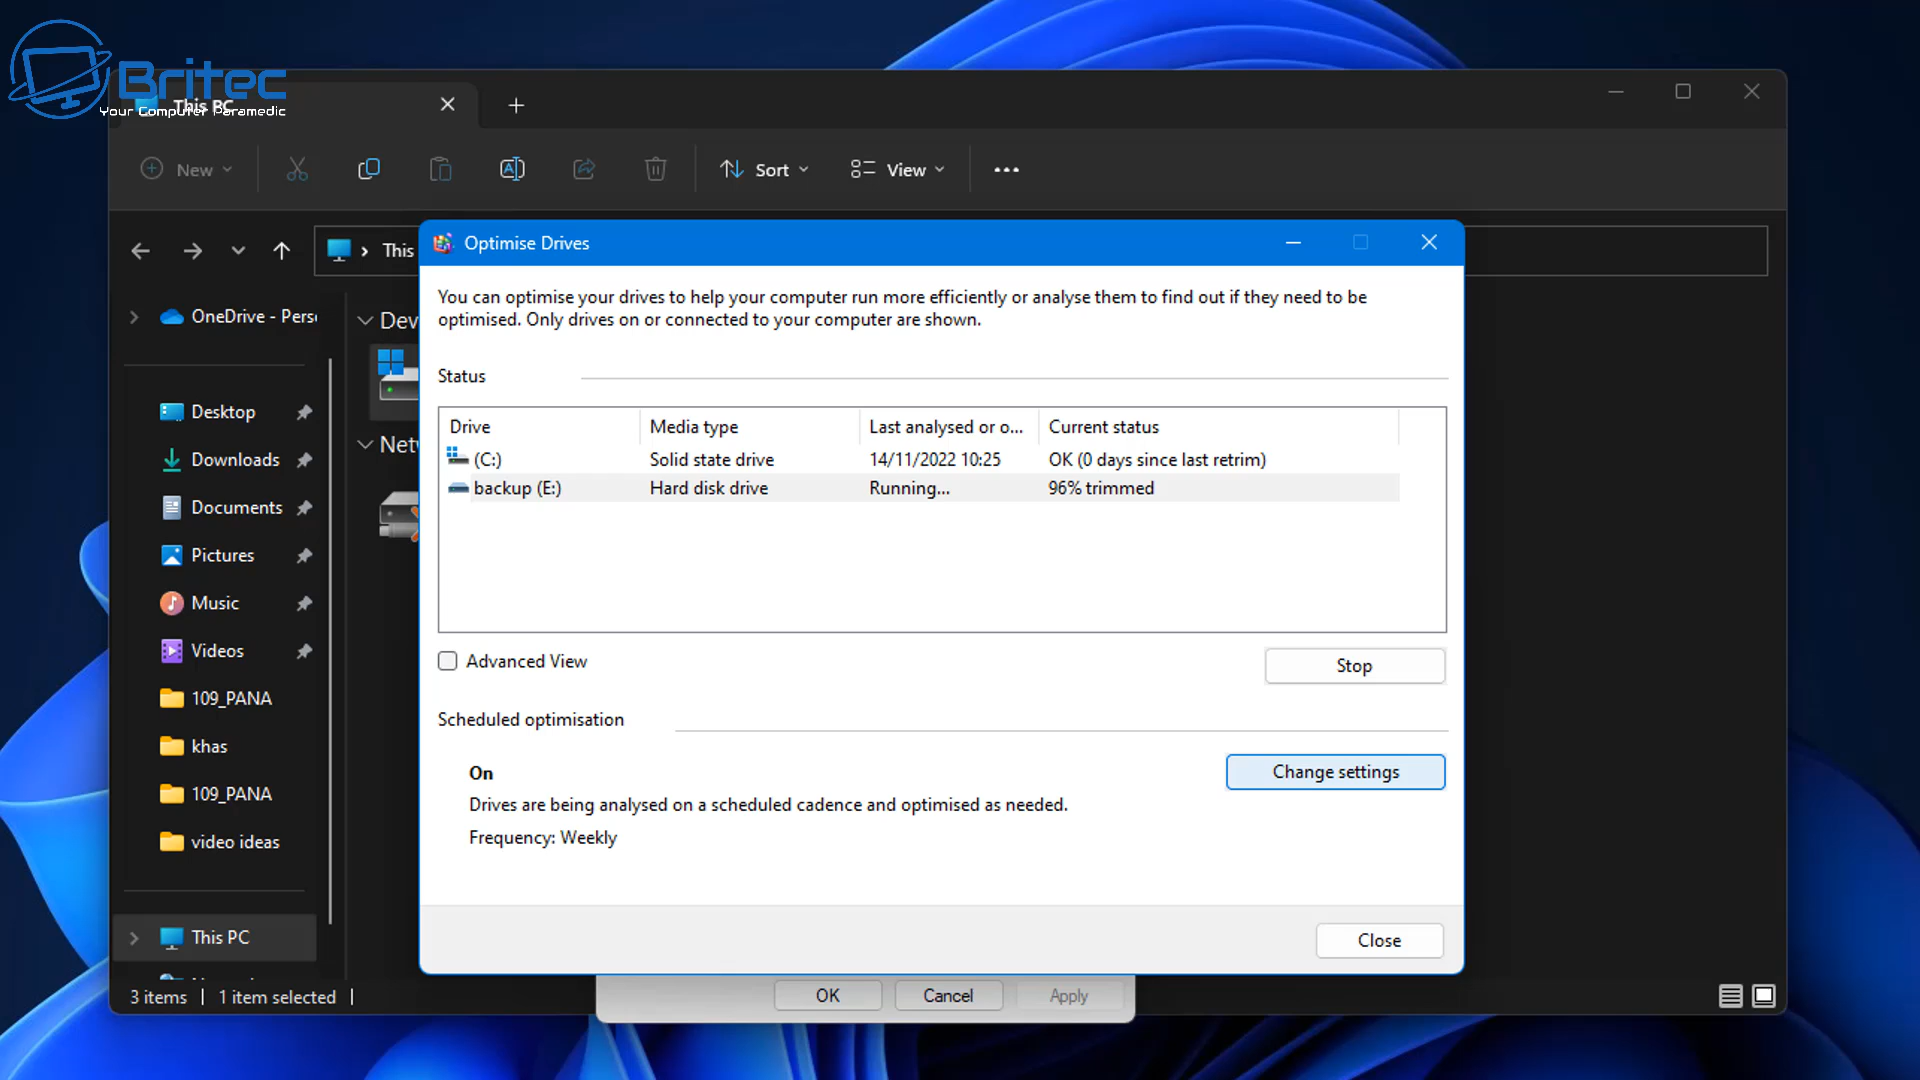 Britec
Your Computer Paramedic
This PC
New
Sort
View
This
Optimise Drives
You can optimise your drives to help your computer run more efficiently or analyse them to find out if they need to be
optimised. Only drives on or connected to your computer are shown.
OneDrive - Pers
Dev
Status
Drive
Media type
Last analysed or o...
Current status
(C:)
Solid state drive
14/11/2022 10:25
OK (0 days since last retrim)
backup (E:)
Hard disk drive
Running...
96% trimmed
Desktop
Net
Downloads
Documents
Pictures
Music
Videos
109_PANA
khas
109_PANA
video ideas
This PC
Advanced View
Stop
Scheduled optimisation
On
Change settings
Drives are being analysed on a scheduled cadence and optimised as needed.
Frequency: Weekly
Close
3 items
1 item selected
OK
Cancel
Apply